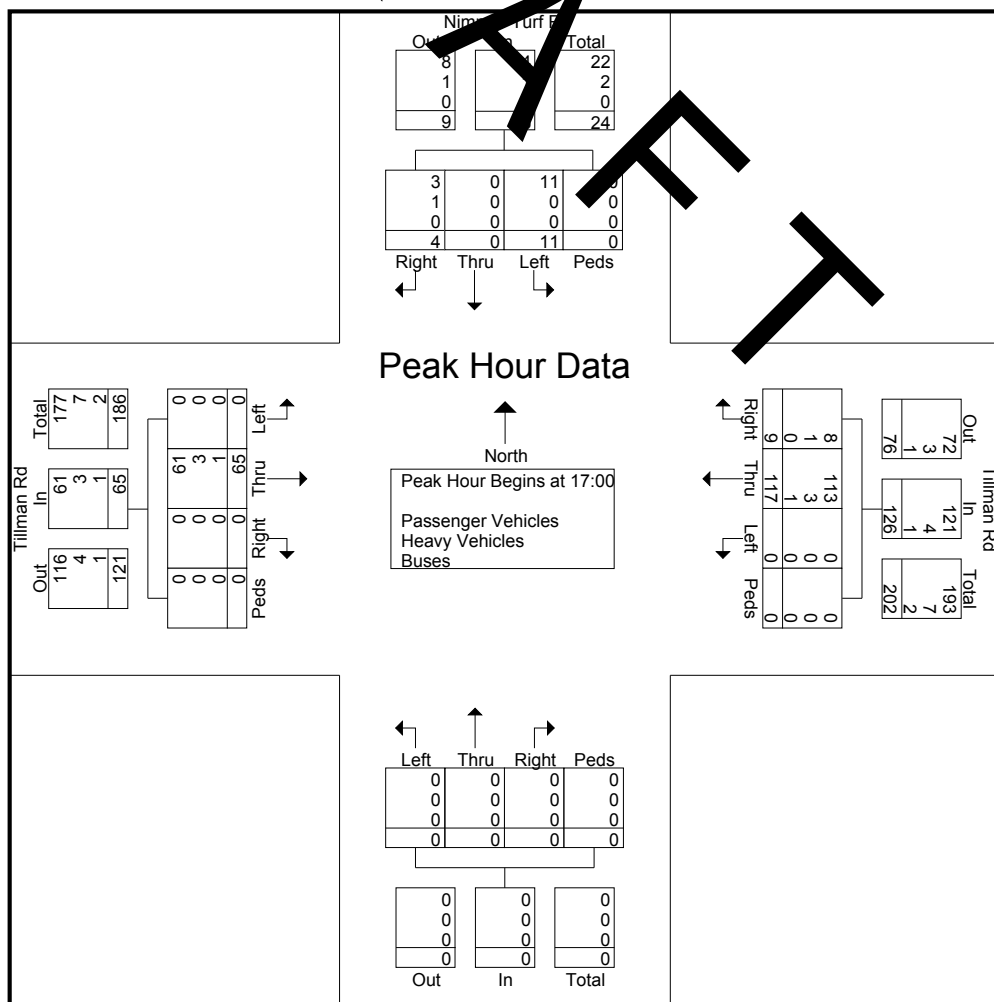 Turf
Total
8 22
1 2
0 0
9 24
3 0 11
1 0 0 0
0 0 0 0
4 0 11 0
Right Thru Left Peds
Peak Hour Data
North
Peak Hour Begins at 17:00
Passenger Vehicles
Heavy Vehicles
Buses
Tillman Rd
Total In Out
177 61 116
7 3 4
2 1 1
186 65 121
Left Thru Right Peds
0 61 0 0
0 3 0 0
0 1 0 0
0 65 0 0
Right Thru Left Peds
8 113 0 0
1 3 0 0
0 1 0 0
9 117 0 0
Tillman Rd
Out In Total
72 121 193
3 4 7
1 1 2
76 126 202
Left Thru Right Peds
0 0 0 0
0 0 0 0
0 0 0 0
0 0 0 0
0 0 0
0 0 0
0 0 0
0 0 0
Out In Total
A
E
T